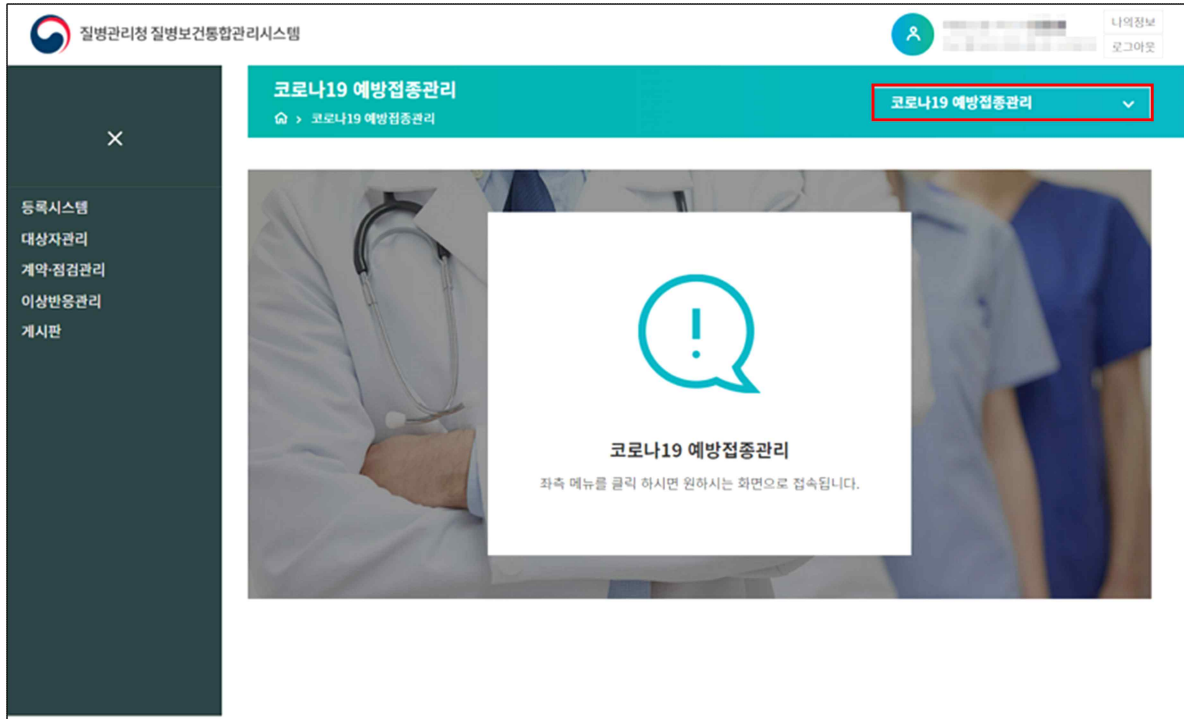 질병관리청 질병보건통합관리시스템
나의정보
로그아웃
코로나19 예방접종관리
코로나19 예방접종관리
코로나19 예방접종관리
등록시스템
대상자관리
계약·점검관리
이상반응관리
게시판
코로나19 예방접종관리
좌측 메뉴를 클릭 하시면 원하시는 화면으로 접속됩니다.